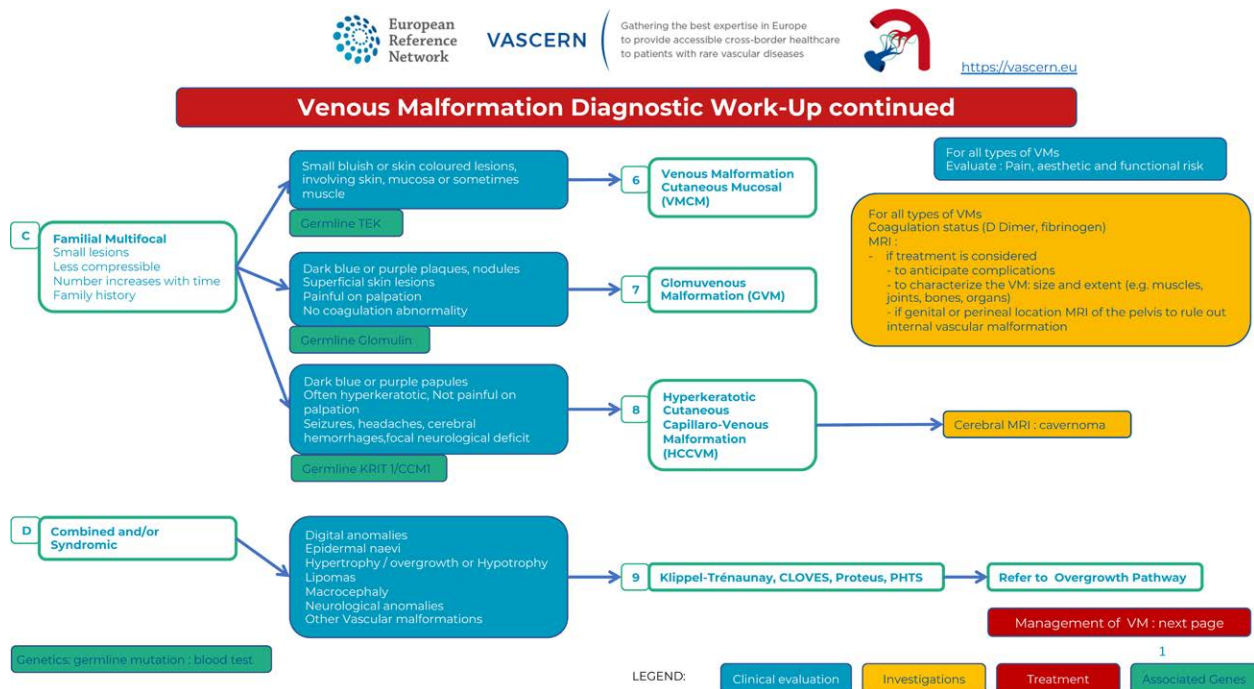 European
Reference
Network
VASCERN
Gathering the best expertise in Europe
to provide accessible cross-border healthcare
to patients with rare vascular diseases
https://vascern.eu
Venous Malformation Diagnostic Work-Up continued
C
Familial Multifocal
Small lesions
Less compressible
Number increases with time
Family history
Small bluish or skin coloured lesions,
involving skin, mucosa or sometimes
muscle
Germline TEK
6
Venous Malformation
Cutaneous Mucosal
(VMCM)
Dark blue or purple plaques, nodules
Superficial skin lesions
Painful on palpation
No coagulation abnormality
Germline Glomulin
7
Glomuvenous
Malformation (GVM)
Dark blue or purple papules
Often hyperkeratotic, Not painful on
palpation
Seizures, headaches, cerebral
hemorrhages,focal neurological deficit
Germline KRIT 1/CCM1
8
Hyperkeratotic
Cutaneous
Capillaro-Venous
Malformation
(HCCVM)
Cerebral MRI : cavernoma
For all types of VMs
Evaluate : Pain, aesthetic and functional risk
For all types of VMs
Coagulation status (D Dimer, fibrinogen)
MRI :
- if treatment is considered
- to anticipate complications
- to characterize the VM: size and extent (e.g. muscles,
joints, bones, organs)
- if genital or perineal location MRI of the pelvis to rule out
internal vascular malformation
D
Combined and/or
Syndromic
Digital anomalies
Epidermal naevi
Hypertrophy / overgrowth or Hypotrophy
Lipomas
Macrocephaly
Neurological anomalies
Other Vascular malformations
9
Klippel-Trénaunay, CLOVES, Proteus, PHTS
Refer to Overgrowth Pathway
Management of VM : next page
1
Genetics: germline mutation : blood test
LEGEND:
Clinical evaluation
Investigations
Treatment
Associated Genes